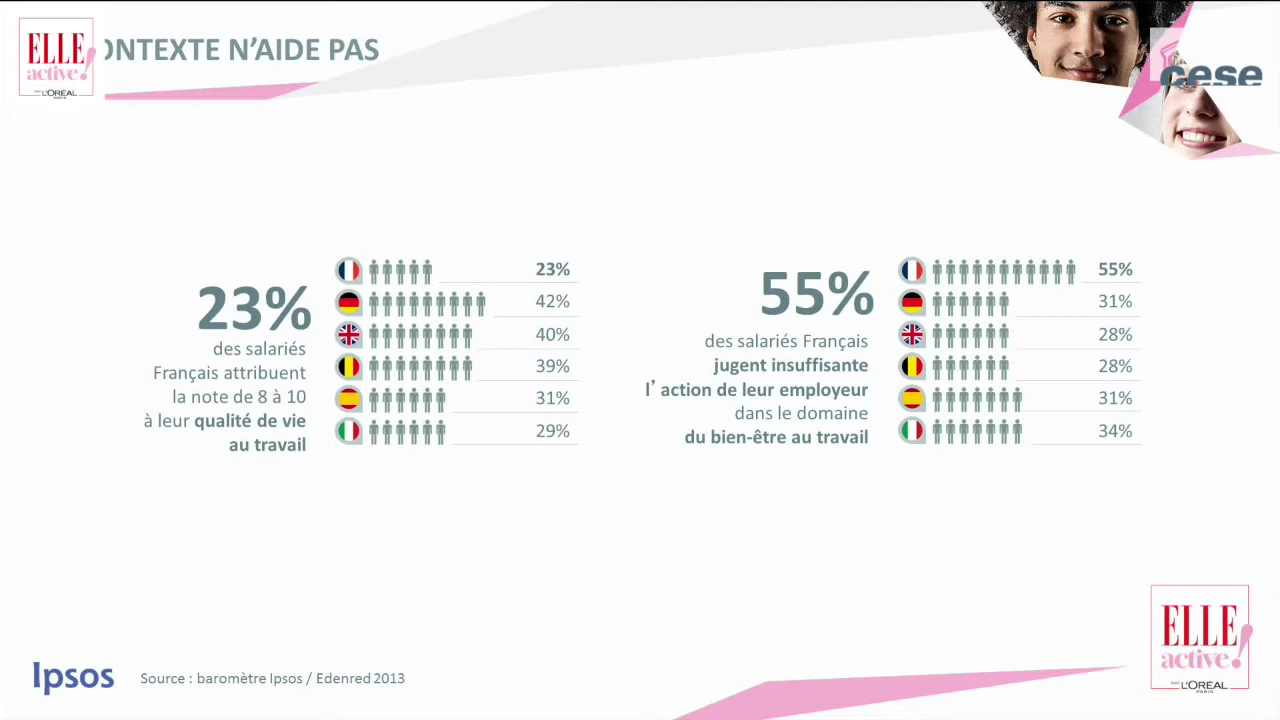 ELLE
active!
L'ORÉAL
PARIS
ONTEXTE N'AIDE PAS
cese
23%
des salariés
Français attribuent
la note de 8 à 10
à leur qualité de vie
au travail
23%
42%
40%
39%
31%
29%
55%
des salariés Français
jugent insuffisante
l’action de leur employeur
dans le domaine
du bien-être au travail
55%
31%
28%
28%
31%
34%
Ipsos
Source : baromètre Ipsos / Edenred 2013
ELLE
active!
L'ORÉAL
PARIS